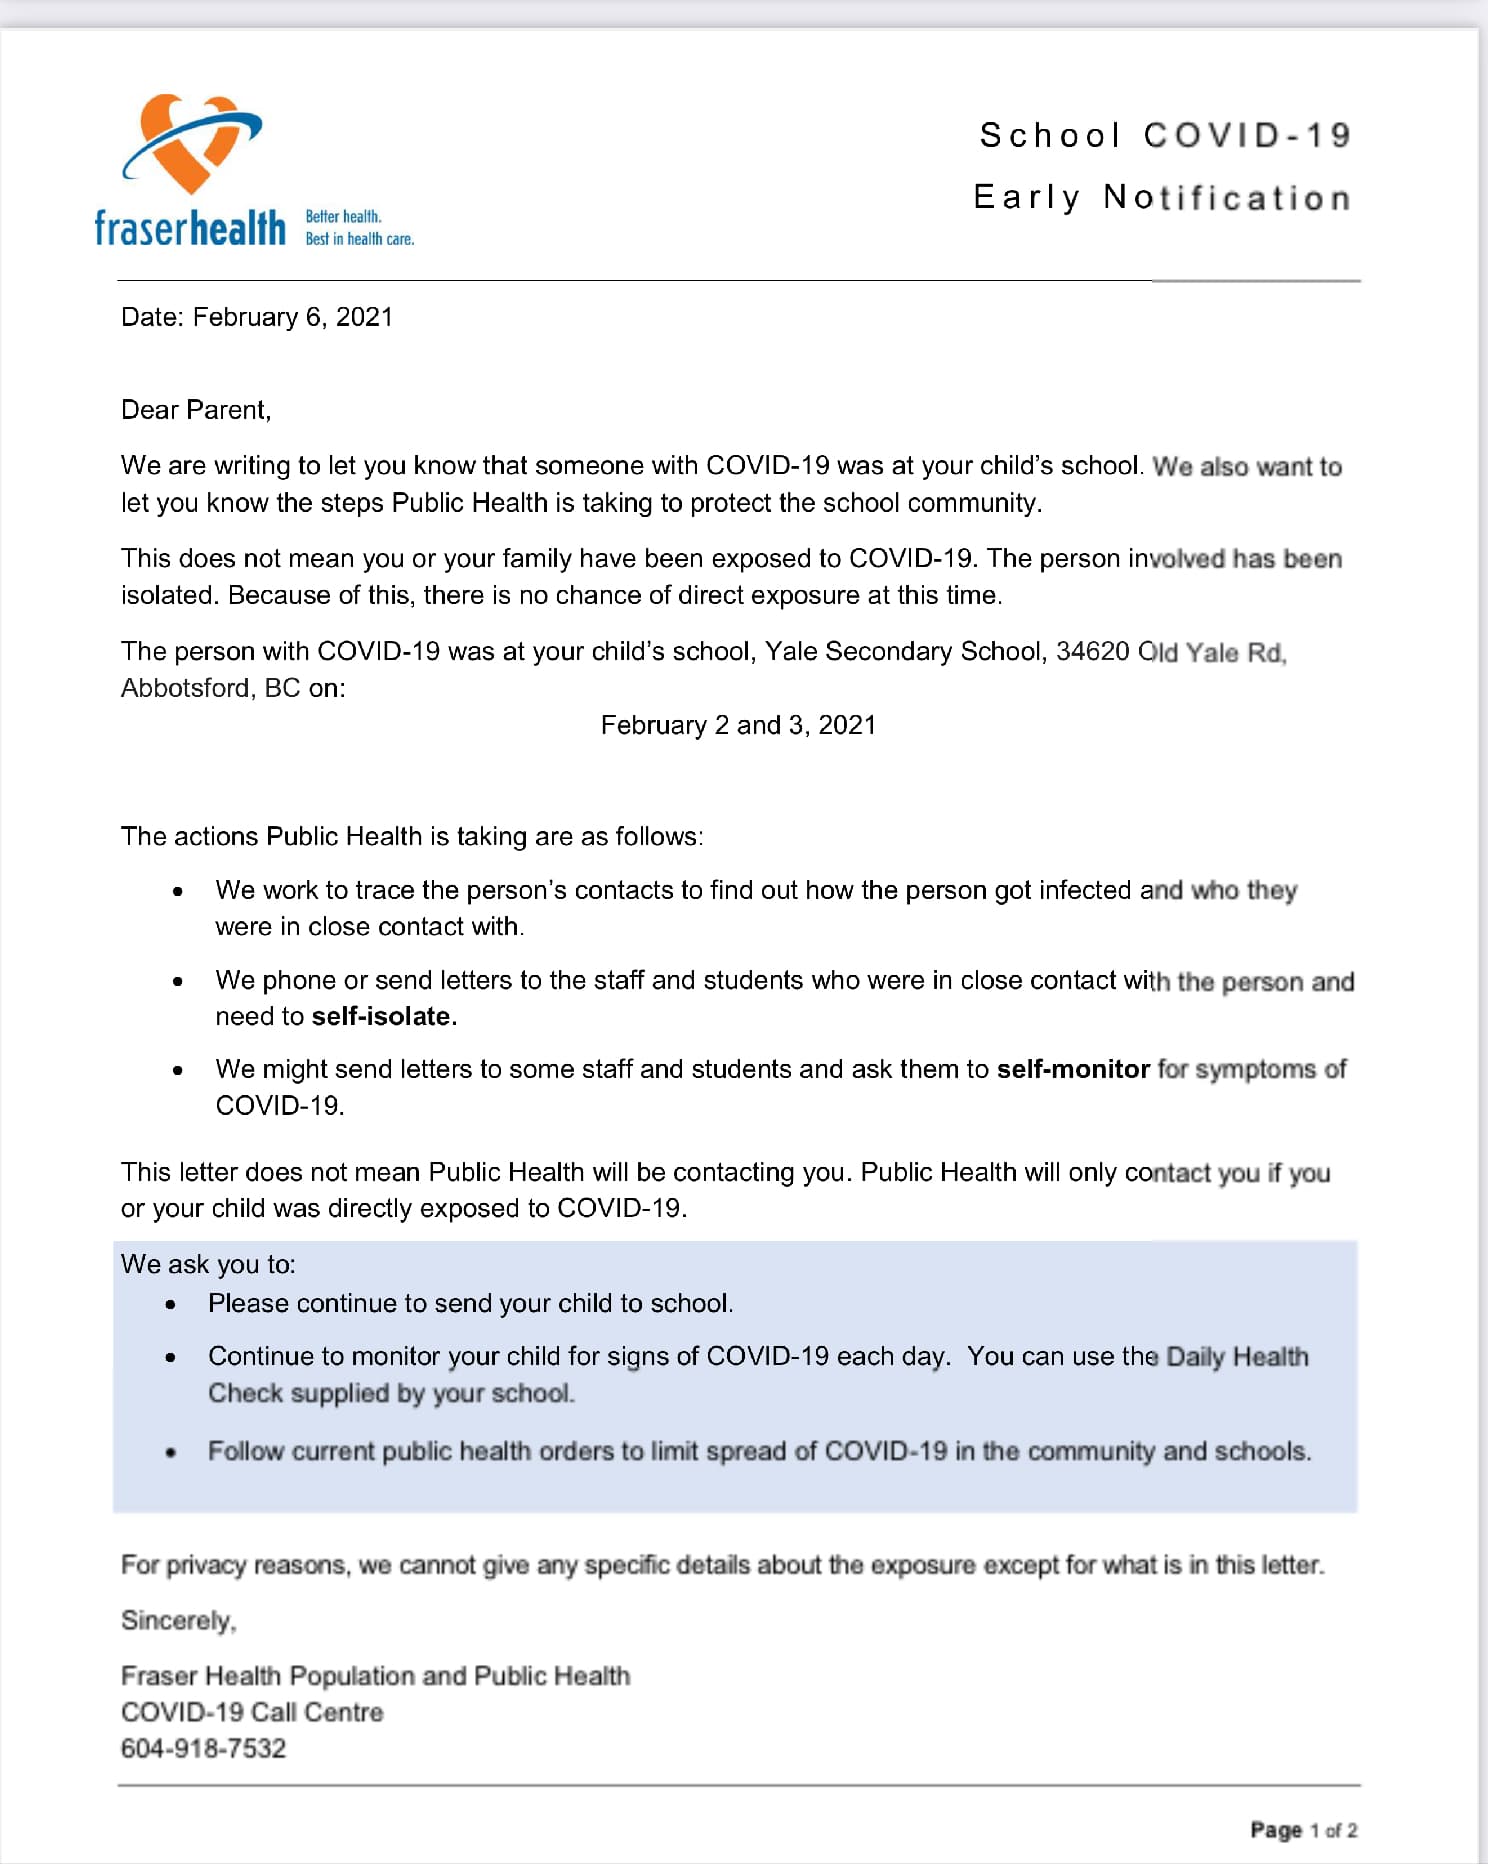 fraserhealth
Better health.
Best in health care.
School COVID-19
Early Notification
Date: February 6, 2021
Dear Parent,
We are writing to let you know that someone with COVID-19 was at your child's school. We also want to
let you know the steps Public Health is taking to protect the school community.
This does not mean you or your family have been exposed to COVID-19. The person involved has been
isolated. Because of this, there is no chance of direct exposure at this time.
The person with COVID-19 was at your child's school, Yale Secondary School, 34620 Old Yale Rd,
Abbotsford, BC on:
February 2 and 3, 2021
The actions Public Health is taking are as follows:
• We work to trace the person's contacts to find out how the person got infected and who they
were in close contact with.
• We phone or send letters to the staff and students who were in close contact with the person and
need to self-isolate.
• We might send letters to some staff and students and ask them to self-monitor for symptoms of
COVID-19.
This letter does not mean Public Health will be contacting you. Public Health will only contact you if you
or your child was directly exposed to COVID-19.
We ask you to:
• Please continue to send your child to school.
• Continue to monitor your child for signs of COVID-19 each day.  You can use the Daily Health
Check supplied by your school.
• Follow current public health orders to limit spread of COVID-19 in the community and schools.
For privacy reasons, we cannot give any specific details about the exposure except for what is in this letter.
Sincerely,
Fraser Health Population and Public Health
COVID-19 Call Centre
604-918-7532
Page 1 of 2